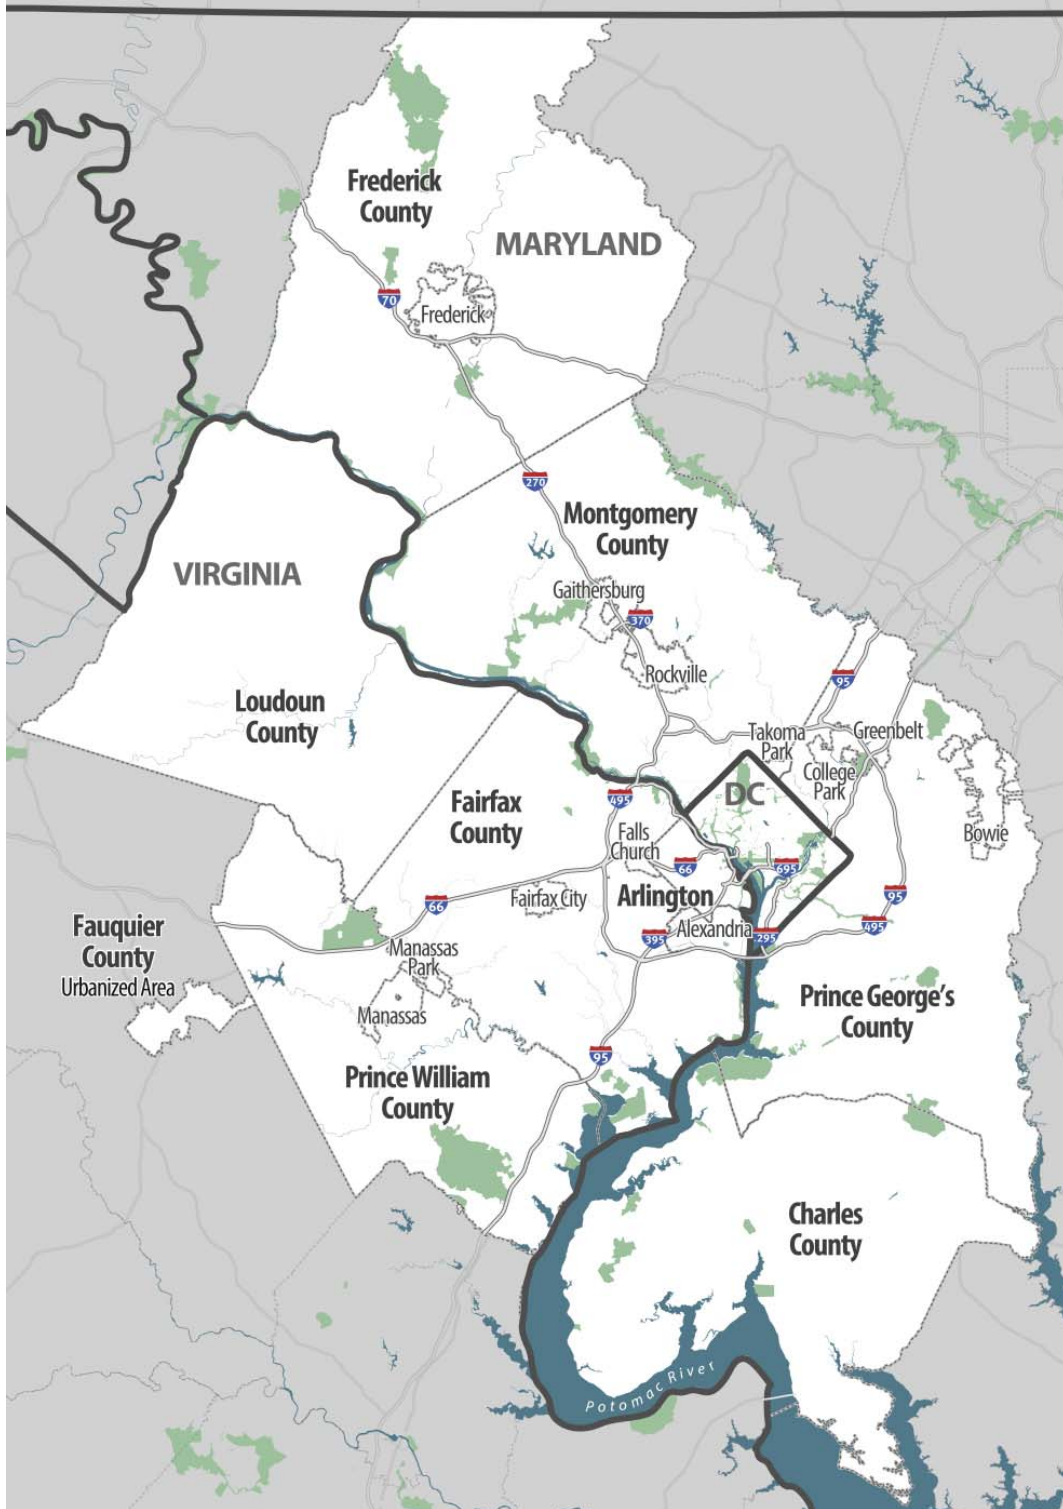 Frederick
County
MARYLAND
70
Frederick
270
Montgomery
County
VIRGINIA
Gaithersburg
370
Rockville
95
Loudoun
County
Takoma
Park
Greenbelt
College
Park
DC
495
Fairfax
County
Falls
Church
Bowie
66
695
Fairfax City
Arlington
95
66
Fauquier
County
Urbanized Area
Alexandria
395
295
495
Manassas
Park
Manassas
Prince George's
County
95
Prince William
County
Charles
County
Potomac River